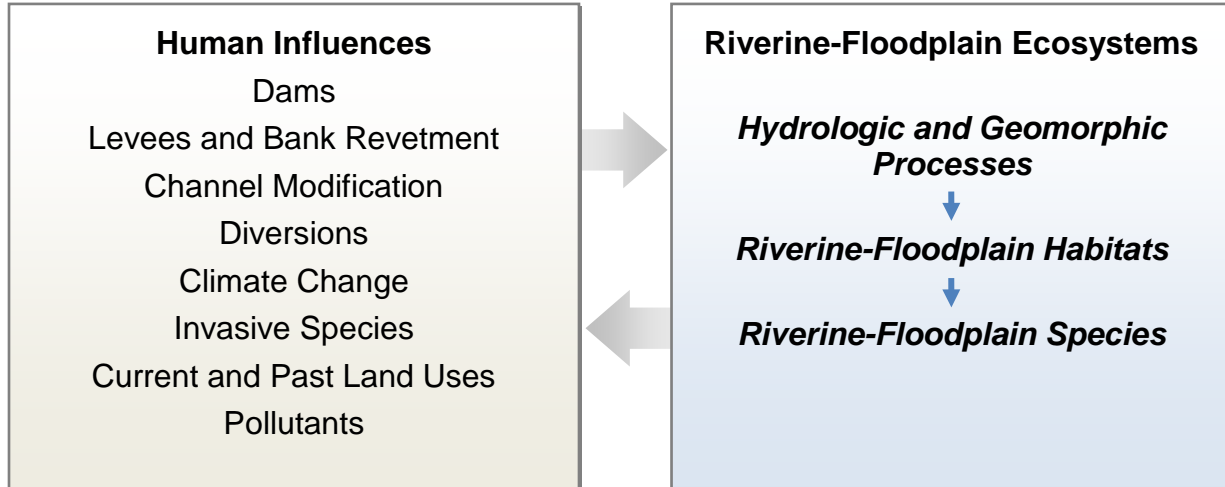 Human Influences
Dams
Levees and Bank Revetment
Channel Modification
Diversions
Climate Change
Invasive Species
Current and Past Land Uses
Pollutants
Riverine-Floodplain Ecosystems
Hydrologic and Geomorphic
Processes
Riverine-Floodplain Habitats
Riverine-Floodplain Species